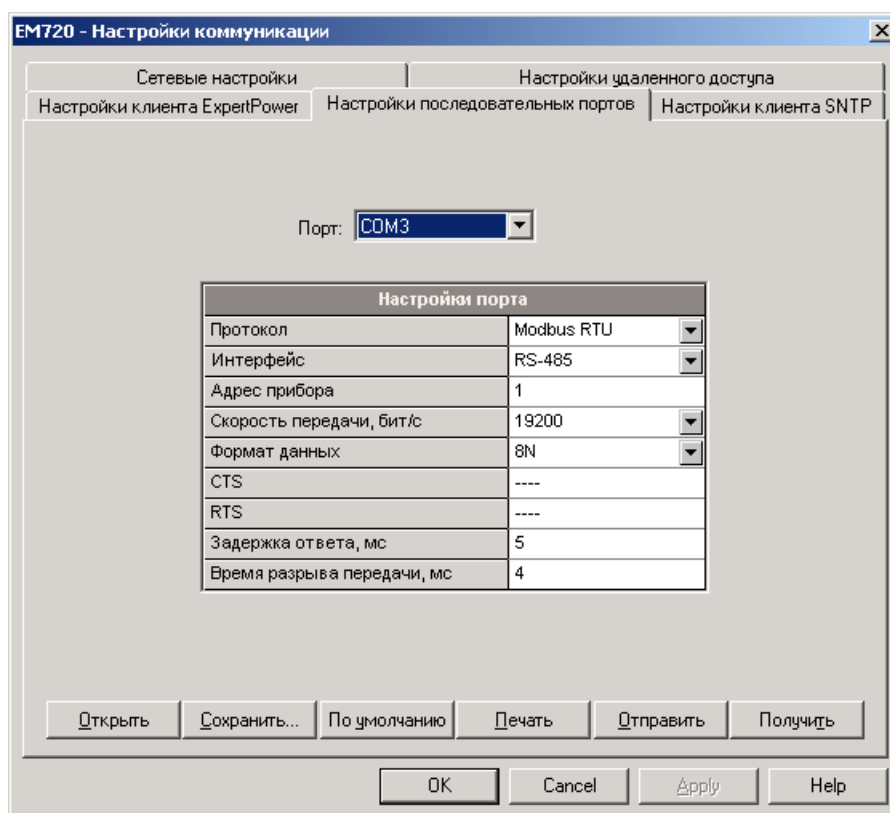 EM720 - Настройки коммуникации
Сетевые настройки Настройки удаленного доступа
Настройки клиента ExpertPower Настройки последовательных портов Настройки клиента SNTP
Порт: COM3
Настройки порта
Протокол Modbus RTU
Интерфейс RS-485
Адрес прибора 1
Скорость передачи, бит/с 19200
Формат данных 8N
CTS ----
RTS ----
Задержка ответа, мс 5
Время разрыва передачи, мс 4
Открыть Сохранить... По умолчанию Печать Отправить Получить
OK Cancel Apply Help